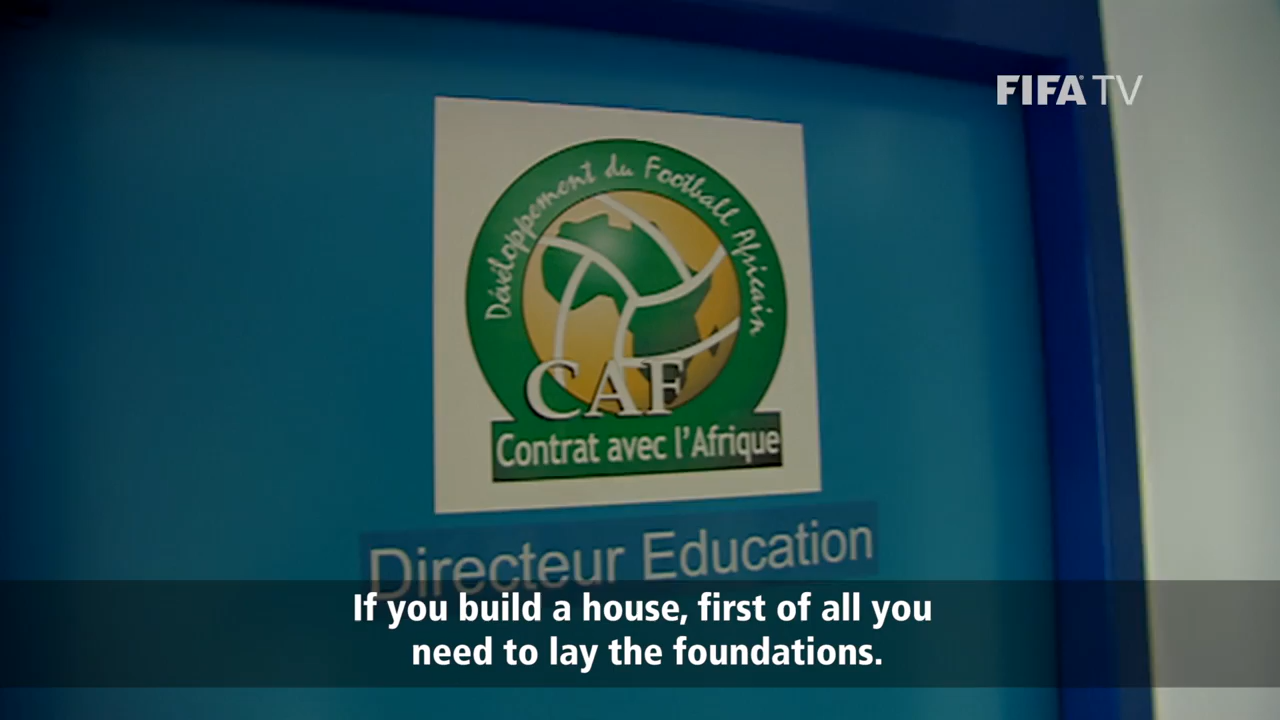 FIFA TV
Développement du Football Africain
CAF
Contrat avec l'Afrique
Directeur Education
If you build a house, first of all you
need to lay the foundations.